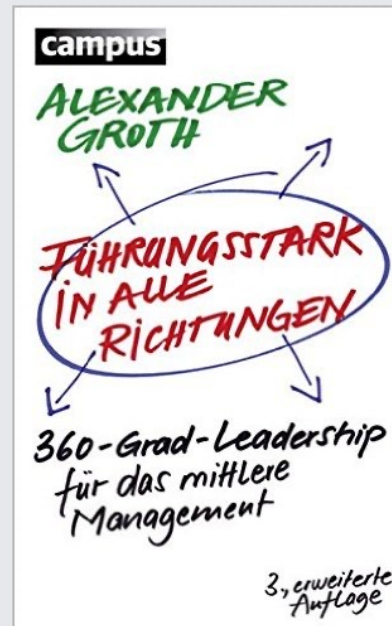 campus
ALEXANDER
GROTH
FÜHRUNGSSTARK
IN ALLE
RICHTUNGEN
360-Grad-Leadership
für das mittlere
Management
3., erweiterte
Auflage